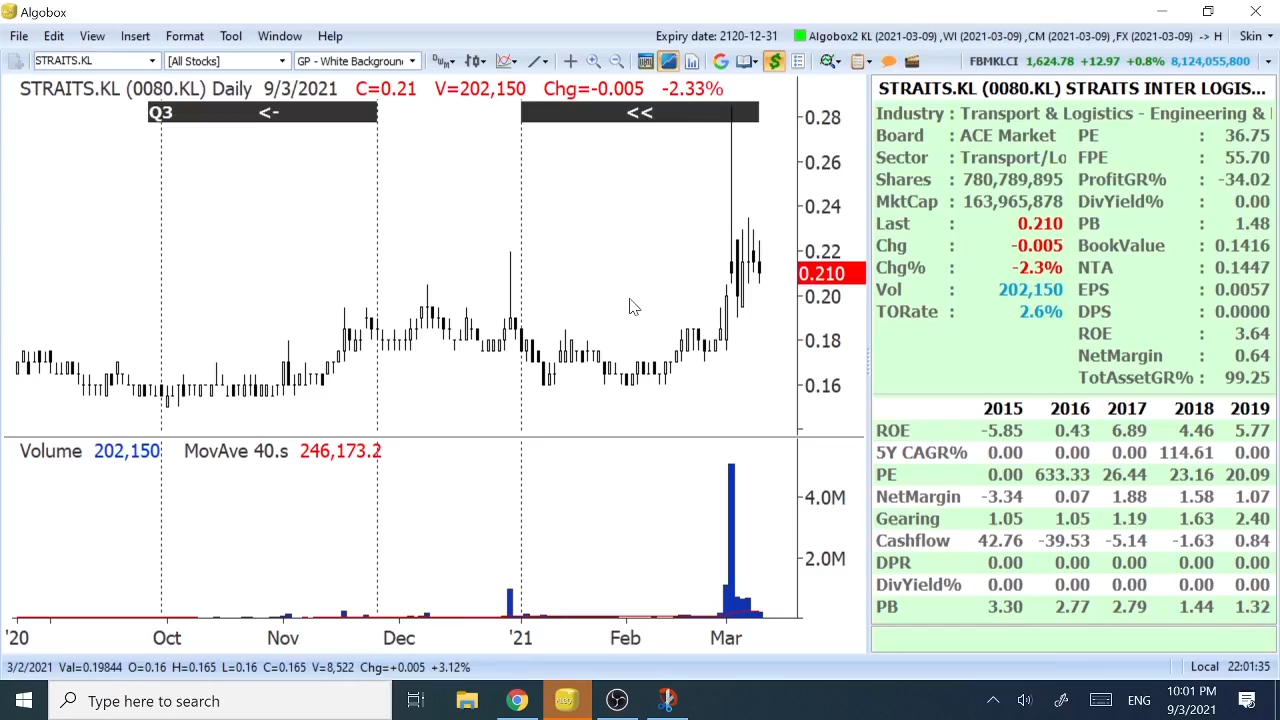 Algobox
File Edit View Insert Format Tool Window Help Expiry date: 2120-12-31 Algobox2 KL (2021-03-09) ,WI (2021-03-09) ,CM (2021-03-09) ,FX (2021-03-09) -> H Skin
STRAITS.KL [All Stocks] GP - White Backgroun FBMKLCI 1,624.78 +12.97 +0.8% 8,124,055,800
STRAITS.KL (0080.KL) Daily 9/3/2021 C=0.21 V=202,150 Chg=-0.005 -2.33%
Q3 <- <<
0.28
0.26
0.24
0.22
0.210
0.20
0.18
0.16
Volume 202,150 MovAve 40.s 246,173.2
4.0M
2.0M
'20 Oct Nov Dec '21 Feb Mar
STRAITS.KL (0080.KL) STRAITS INTER LOGIS...
Industry : Transport & Logistics - Engineering &
Board : ACE Market PE : 36.75
Sector : Transport/Lo FPE : 55.70
Shares : 780,789,895 ProfitGR% : -34.02
MktCap : 163,965,878 DivYield% : 0.00
Last : 0.210 PB : 1.48
Chg : -0.005 BookValue : 0.1416
Chg% : -2.3% NTA : 0.1447
Vol : 202,150 EPS : 0.0057
TORate : 2.6% DPS : 0.0000
ROE : 3.64
NetMargin : 0.64
TotAssetGR% : 99.25
2015 2016 2017 2018 2019
ROE -5.85 0.43 6.89 4.46 5.77
5Y CAGR% 0.00 0.00 0.00 114.61 0.00
PE 0.00 633.33 26.44 23.16 20.09
NetMargin -3.34 0.07 1.88 1.58 1.07
Gearing 1.05 1.05 1.19 1.63 2.40
Cashflow 42.76 -39.53 -5.14 -1.63 0.84
DPR 0.00 0.00 0.00 0.00 0.00
DivYield% 0.00 0.00 0.00 0.00 0.00
PB 3.30 2.77 2.79 1.44 1.32
3/2/2021 Val=0.19844 O=0.16 H=0.165 L=0.16 C=0.165 V=8,522 Chg=+0.005 +3.12% Local 22:01:35
Type here to search ENG 10:01 PM
9/3/2021